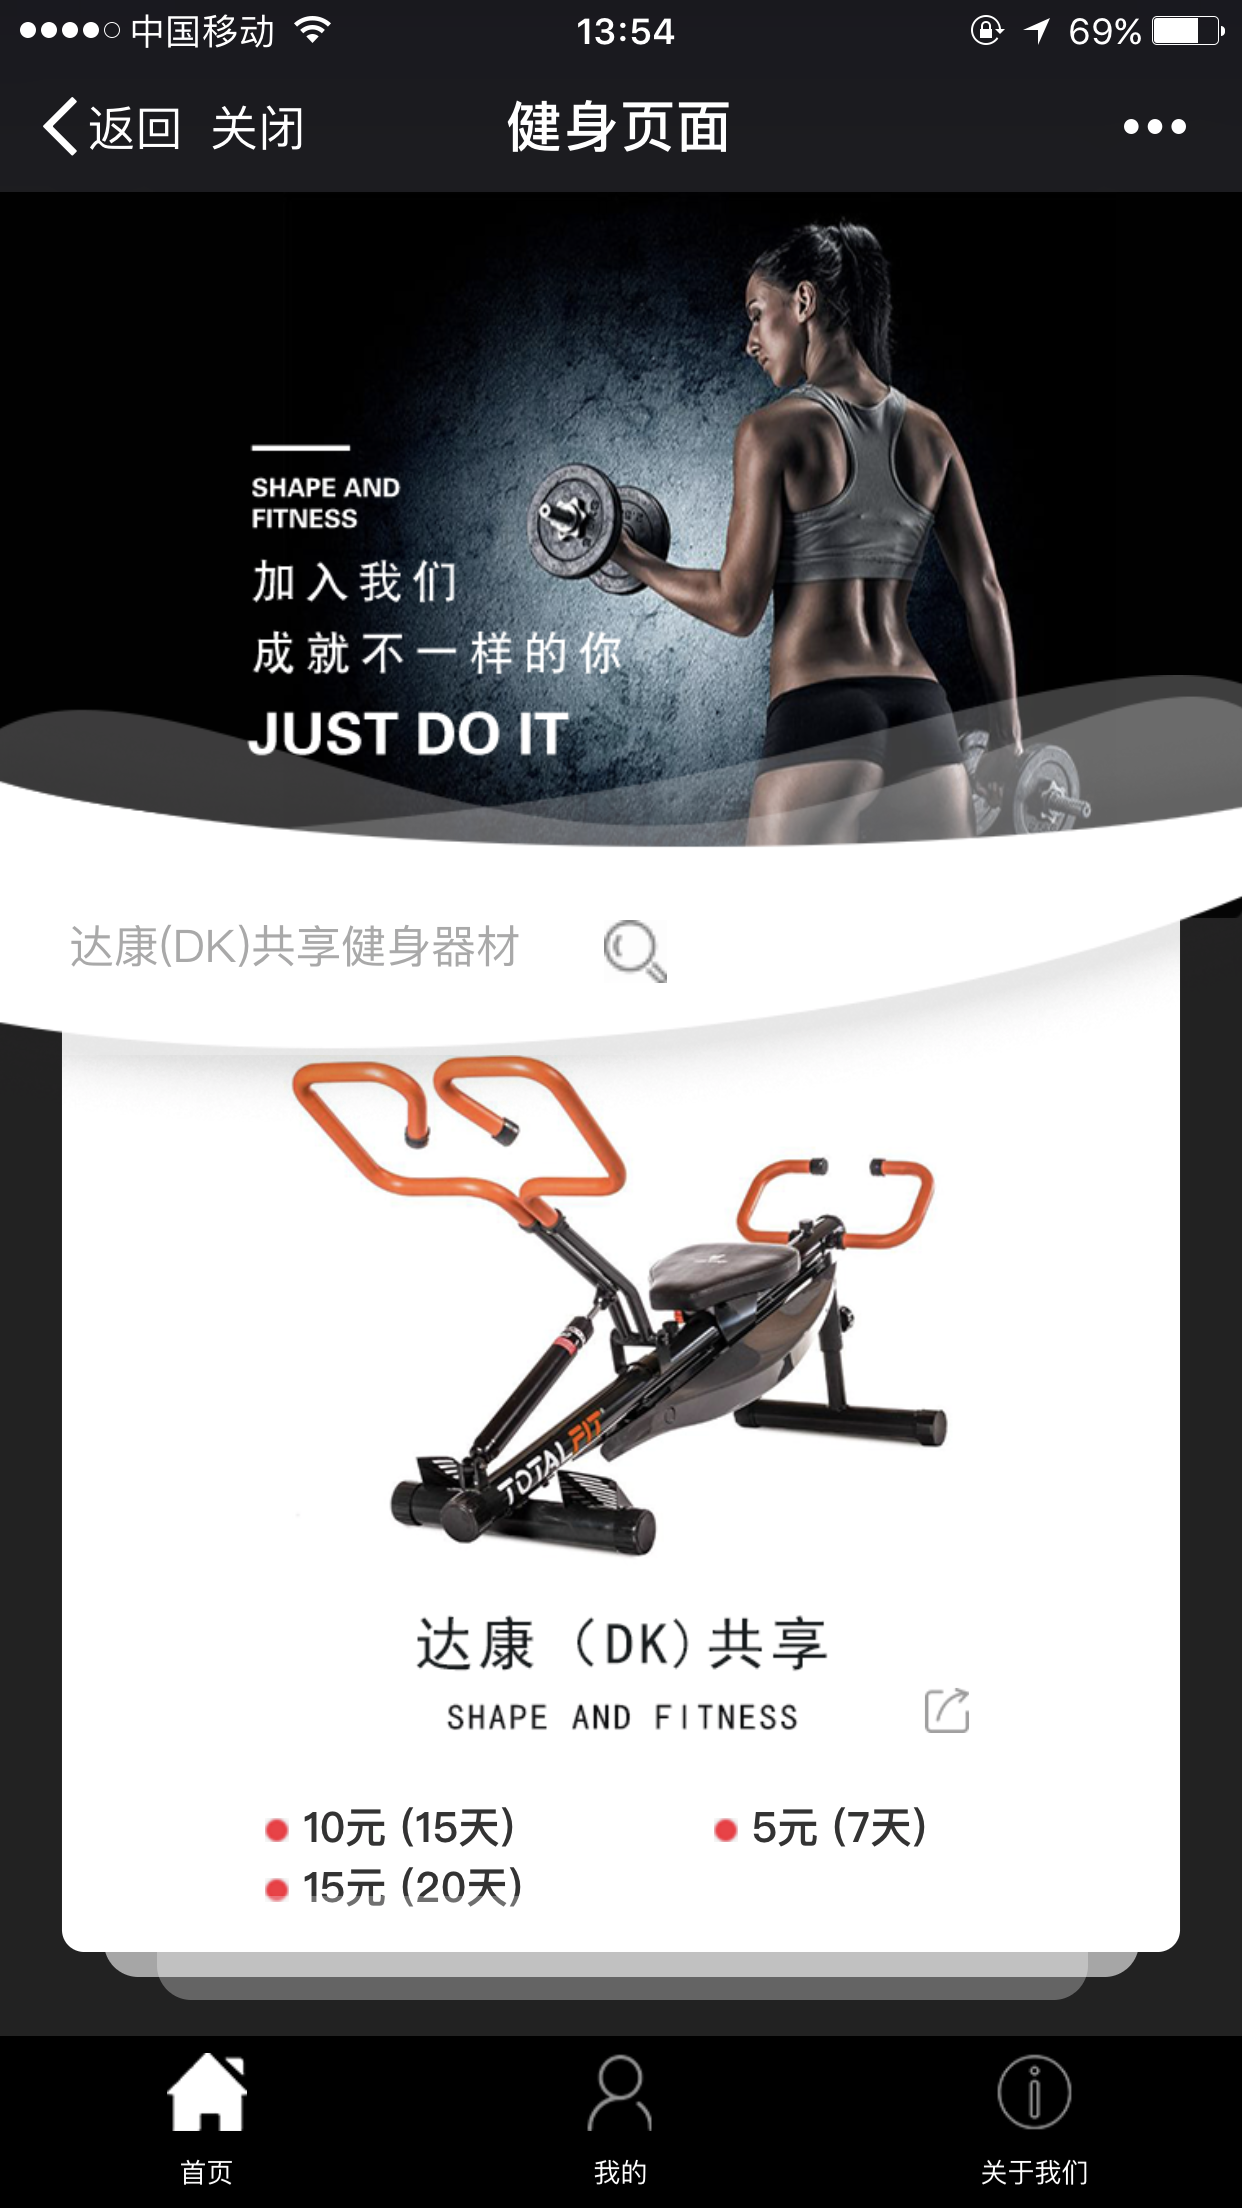 中国移动 13:54 69%
返回 关闭 健身页面
SHAPE AND
FITNESS
加入我们
成就不一样的你
JUST DO IT
达康(DK)共享健身器材
TOTALFIT
达康（DK)共享
SHAPE AND FITNESS
10元 (15天) 5元 (7天)
15元 (20天)
首页 我的 关于我们